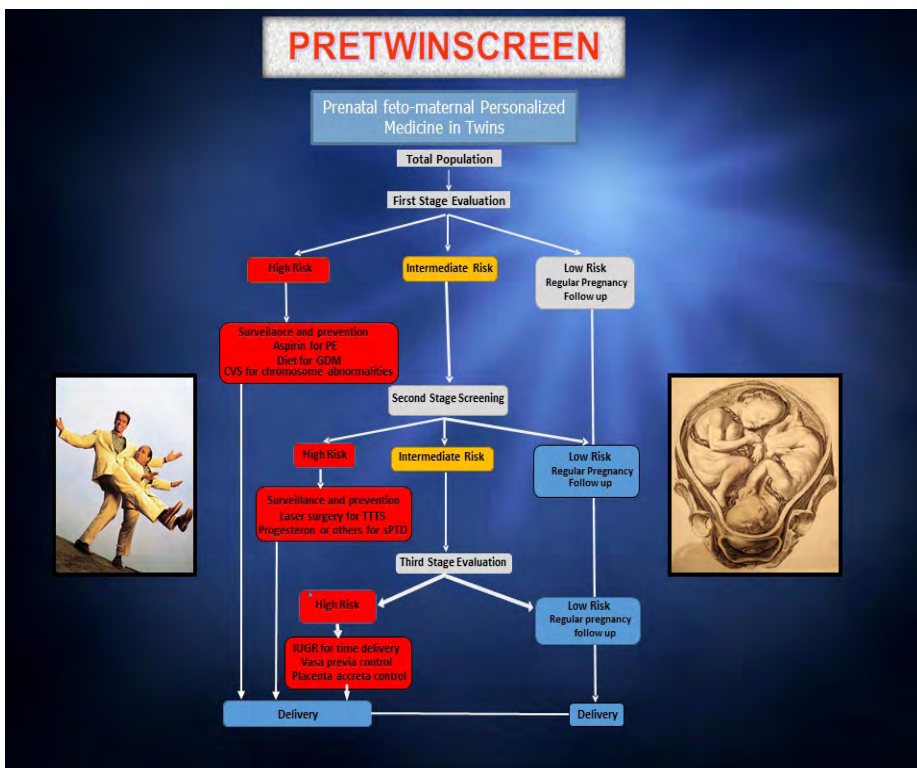 PRETWINSCREEN
Prenatal feto-maternal Personalized
Medicine in Twins
Total Population
First Stage Evaluation
High Risk
Intermediate Risk
Low Risk
Regular Pregnancy
Follow up
Surveillance and prevention
Aspirin for PE
Diet for GDM
CVS for chromosome abnormalities
Second Stage Screening
High Risk
Intermediate Risk
Low Risk
Regular Pregnancy
Follow up
Surveillance and prevention
Laser surgery for TTTS
Progesteron or others for sPTD
Third Stage Evaluation
High Risk
Low Risk
Regular pregnancy
follow up
IUGR for time delivery
Vasa previa control
Placenta accreta control
Delivery
Delivery